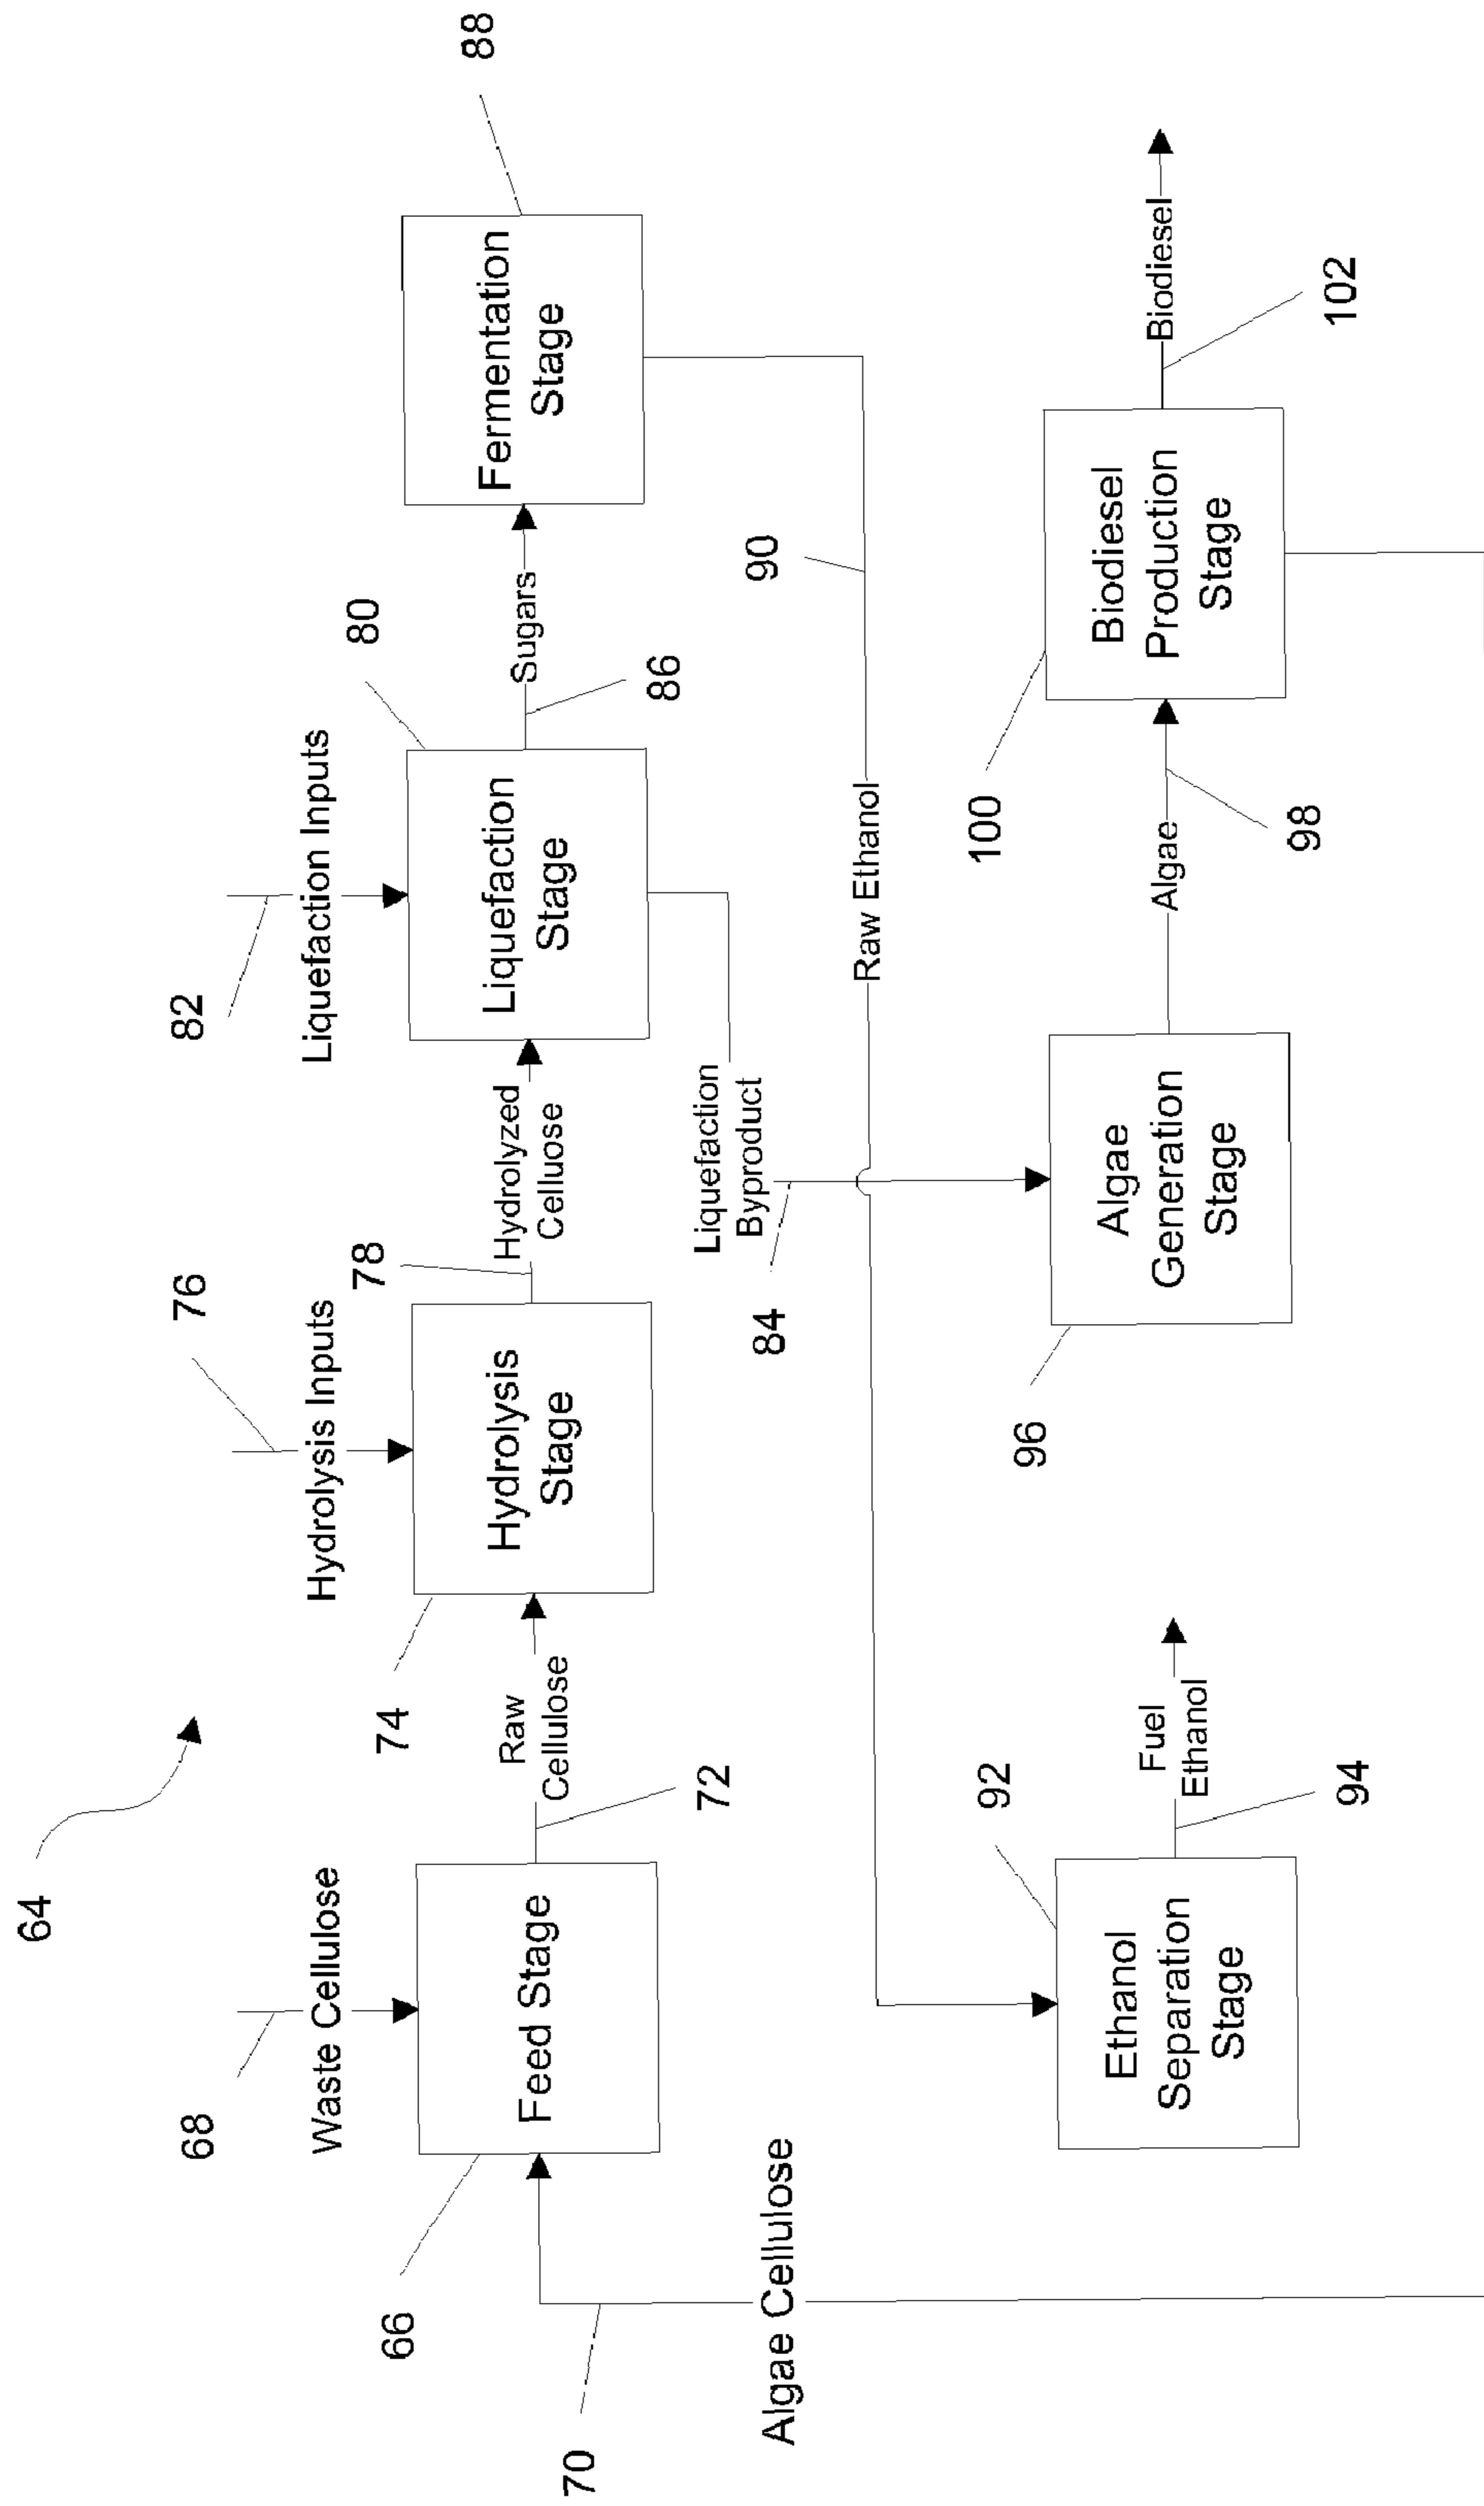 64
68
Waste Cellulose
76
Hydrolysis Inputs
82
Liquefaction Inputs
66
Feed Stage
72
Raw
Cellulose
74
Hydrolysis
Stage
78
Hydrolyzed
Celluose
80
Liquefaction
Stage
86
Sugars
Fermentation
Stage
88
70
Algae Cellulose
84
Liquefaction
Byproduct
Raw Ethanol
90
92
Ethanol
Separation
Stage
94
Fuel
Ethanol
96
Algae
Generation
Stage
Algae
98
100
Biodiesel
Production
Stage
102
Biodiesel